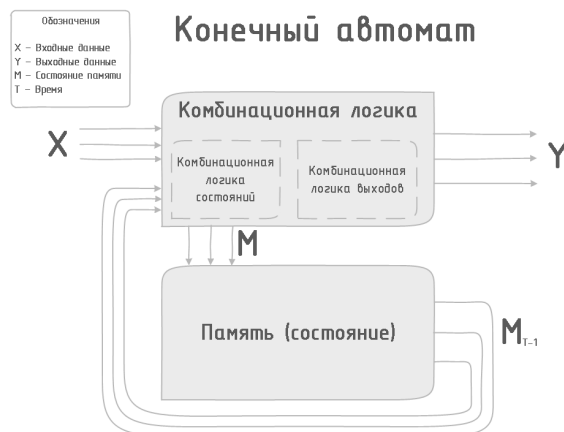 Обозначения
X – Входные данные
Y – Выходные данные
M – Состояние памяти
T – Время
Конечный автомат
Комбинационная логика
X
Комбинационная
логика
состояний
Комбинационная
логика выходов
Y
M
Память (состояние)
M T-1